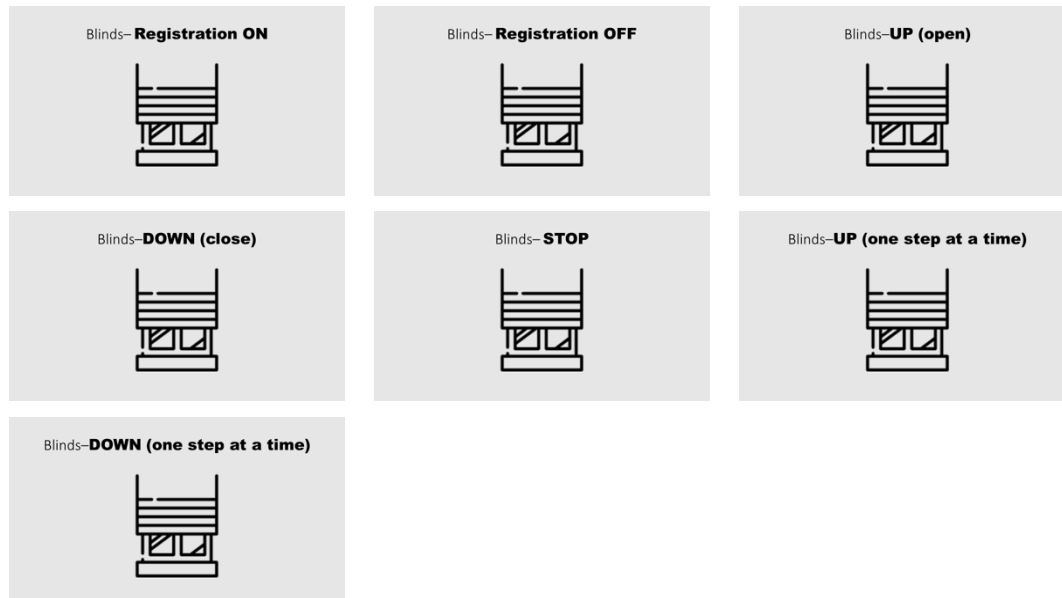 Blinds– Registration ON
Blinds– Registration OFF
Blinds–UP (open)
Blinds–DOWN (close)
Blinds– STOP
Blinds–UP (one step at a time)
Blinds–DOWN (one step at a time)